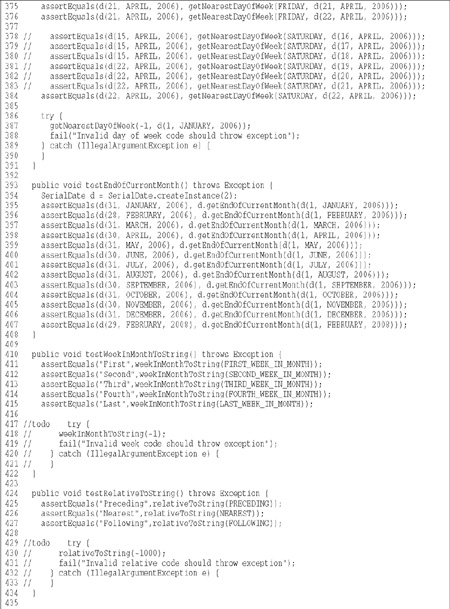 375 assertEquals(d(21, APRIL, 2006), getNearestDayOfWeek(FRIDAY, d(21, APRIL, 2006)));
376 assertEquals(d(22, APRIL, 2006), getNearestDayOfWeek(FRIDAY, d(22, APRIL, 2006)));
377
378 // assertEquals(d(15, APRIL, 2006), getNearestDayOfWeek(SATURDAY, d(16, APRIL, 2006)));
379 // assertEquals(d(15, APRIL, 2006), getNearestDayOfWeek(SATURDAY, d(17, APRIL, 2006)));
380 // assertEquals(d(15, APRIL, 2006), getNearestDayOfWeek(SATURDAY, d(18, APRIL, 2006)));
381 // assertEquals(d(22, APRIL, 2006), getNearestDayOfWeek(SATURDAY, d(19, APRIL, 2006)));
382 // assertEquals(d(22, APRIL, 2006), getNearestDayOfWeek(SATURDAY, d(20, APRIL, 2006)));
383 // assertEquals(d(22, APRIL, 2006), getNearestDayOfWeek(SATURDAY, d(21, APRIL, 2006)));
384 assertEquals(d(22, APRIL, 2006), getNearestDayOfWeek(SATURDAY, d(22, APRIL, 2006)));
385
386 try {
387 getNearestDayOfWeek(-1, d(1, JANUARY, 2006));
388 fail("Invalid day of week code should throw exception");
389 } catch (IllegalArgumentException e) {
390 }
391 }
392
393 public void testEndOfCurrentMonth() throws Exception {
394 SerialDate d = SerialDate.createInstance(2);
395 assertEquals(d(31, JANUARY, 2006), d.getEndOfCurrentMonth(d(1, JANUARY, 2006)));
396 assertEquals(d(28, FEBRUARY, 2006), d.getEndOfCurrentMonth(d(1, FEBRUARY, 2006)));
397 assertEquals(d(31, MARCH, 2006), d.getEndOfCurrentMonth(d(1, MARCH, 2006)));
398 assertEquals(d(30, APRIL, 2006), d.getEndOfCurrentMonth(d(1, APRIL, 2006)));
399 assertEquals(d(31, MAY, 2006), d.getEndOfCurrentMonth(d(1, MAY, 2006)));
400 assertEquals(d(30, JUNE, 2006), d.getEndOfCurrentMonth(d(1, JUNE, 2006)));
401 assertEquals(d(31, JULY, 2006), d.getEndOfCurrentMonth(d(1, JULY, 2006)));
402 assertEquals(d(31, AUGUST, 2006), d.getEndOfCurrentMonth(d(1, AUGUST, 2006)));
403 assertEquals(d(30, SEPTEMBER, 2006), d.getEndOfCurrentMonth(d(1, SEPTEMBER, 2006)));
404 assertEquals(d(31, OCTOBER, 2006), d.getEndOfCurrentMonth(d(1, OCTOBER, 2006)));
405 assertEquals(d(30, NOVEMBER, 2006), d.getEndOfCurrentMonth(d(1, NOVEMBER, 2006)));
406 assertEquals(d(31, DECEMBER, 2006), d.getEndOfCurrentMonth(d(1, DECEMBER, 2006)));
407 assertEquals(d(29, FEBRUARY, 2008), d.getEndOfCurrentMonth(d(1, FEBRUARY, 2008)));
408 }
409
410 public void testWeekInMonthToString() throws Exception {
411 assertEquals("First",weekInMonthToString(FIRST_WEEK_IN_MONTH));
412 assertEquals("Second",weekInMonthToString(SECOND_WEEK_IN_MONTH));
413 assertEquals("Third",weekInMonthToString(THIRD_WEEK_IN_MONTH));
414 assertEquals("Fourth",weekInMonthToString(FOURTH_WEEK_IN_MONTH));
415 assertEquals("Last",weekInMonthToString(LAST_WEEK_IN_MONTH));
416
417 //todo try {
418 // weekInMonthToString(-1);
419 // fail("Invalid week code should throw exception");
420 // } catch (IllegalArgumentException e) {
421 // }
422 }
423
424 public void testRelativeToString() throws Exception {
425 assertEquals("Preceding",relativeToString(PRECEDING));
426 assertEquals("Nearest",relativeToString(NEAREST));
427 assertEquals("Following",relativeToString(FOLLOWING));
428
429 //todo try {
430 // relativeToString(-1000);
431 // fail("Invalid relative code should throw exception");
432 // } catch (IllegalArgumentException e) {
433 // }
434 }
435